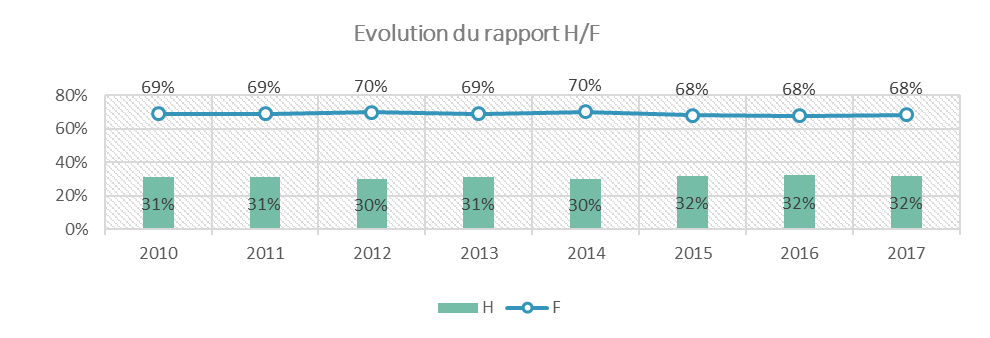 Evolution du rapport H/F
69% 69% 70% 69% 70% 68% 68% 68%
80%
60%
40%
20%
0%
31% 31% 30% 31% 30% 32% 32% 32%
2010 2011 2012 2013 2014 2015 2016 2017
H F